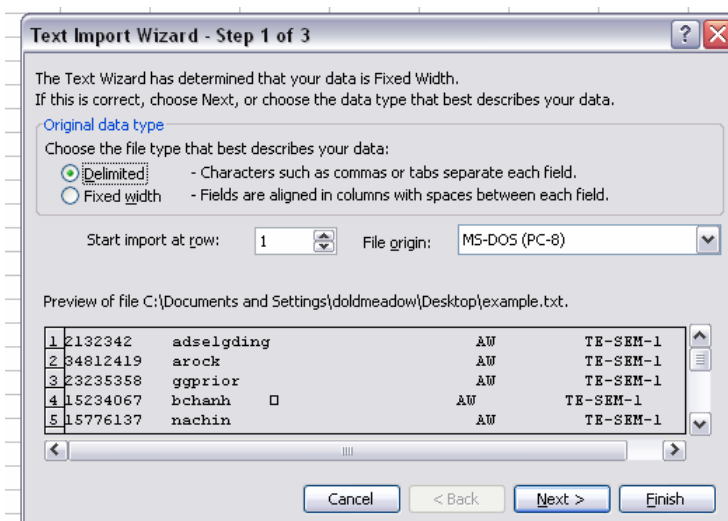 Text Import Wizard - Step 1 of 3
The Text Wizard has determined that your data is Fixed Width.
If this is correct, choose Next, or choose the data type that best describes your data.
Original data type
Choose the file type that best describes your data:
Delimited - Characters such as commas or tabs separate each field.
Fixed width - Fields are aligned in columns with spaces between each field.
Start import at row: 1 File origin: MS-DOS (PC-8)
Preview of file C:\Documents and Settings\doldmeadow\Desktop\example.txt.
1 2132342 adselgding AW TE-SEM-1
2 34812419 arock AW TE-SEM-1
3 23235358 ggprior AW TE-SEM-1
4 15234067 bchanh □ AW TE-SEM-1
5 15776137 nachin AW TE-SEM-1
Cancel < Back Next > Finish